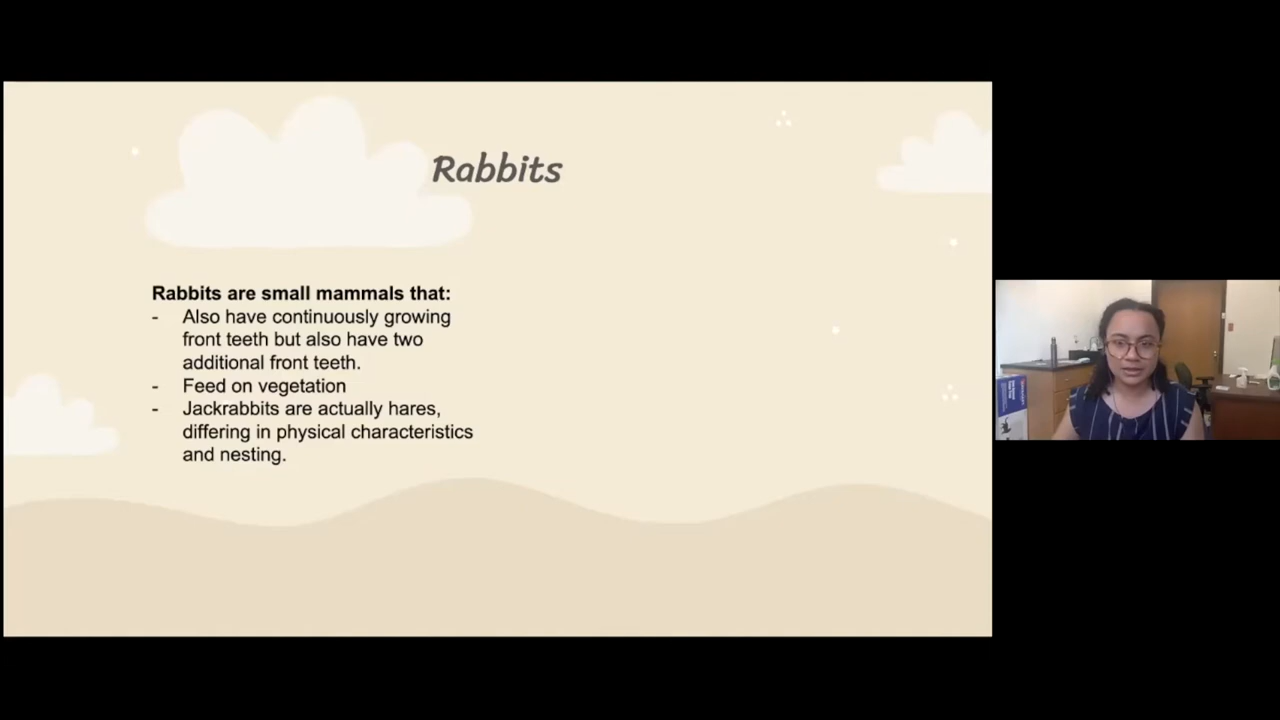 Rabbits
Rabbits are small mammals that:
- Also have continuously growing
front teeth but also have two
additional front teeth.
- Feed on vegetation
- Jackrabbits are actually hares,
differing in physical characteristics
and nesting.